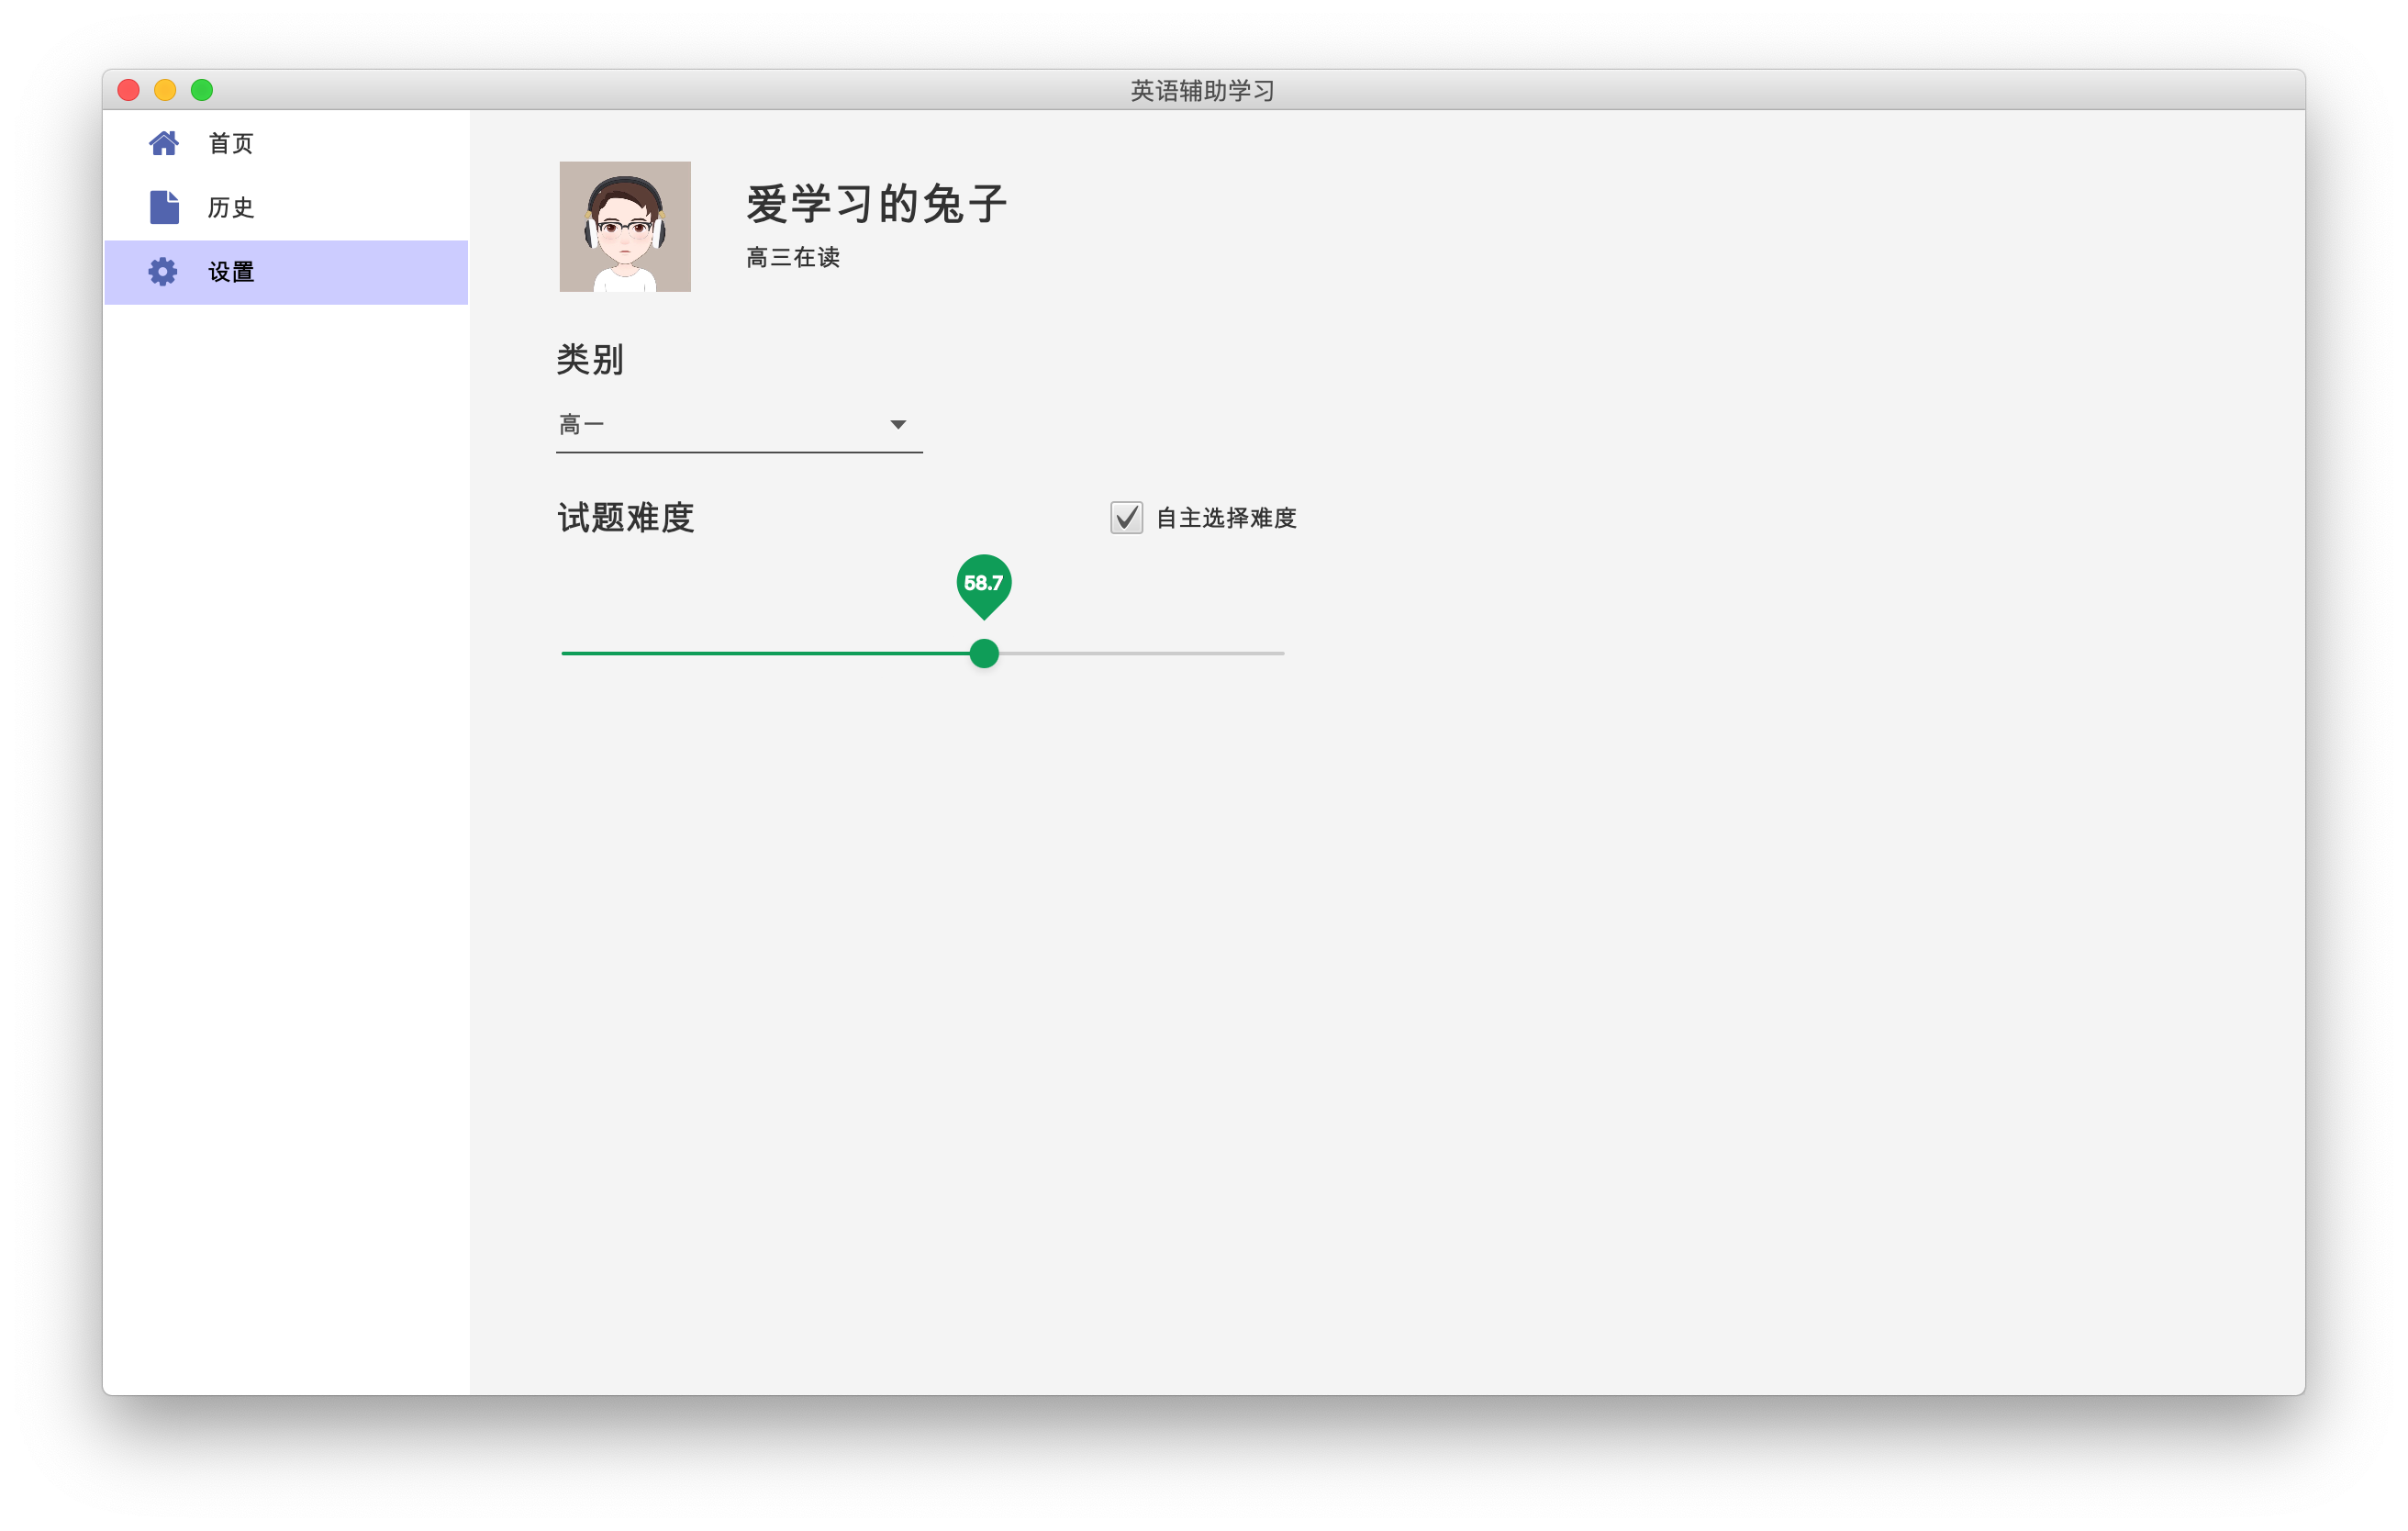 英语辅助学习
首页
历史
设置
爱学习的兔子
高三在读
类别
高一
试题难度
自主选择难度
58.7